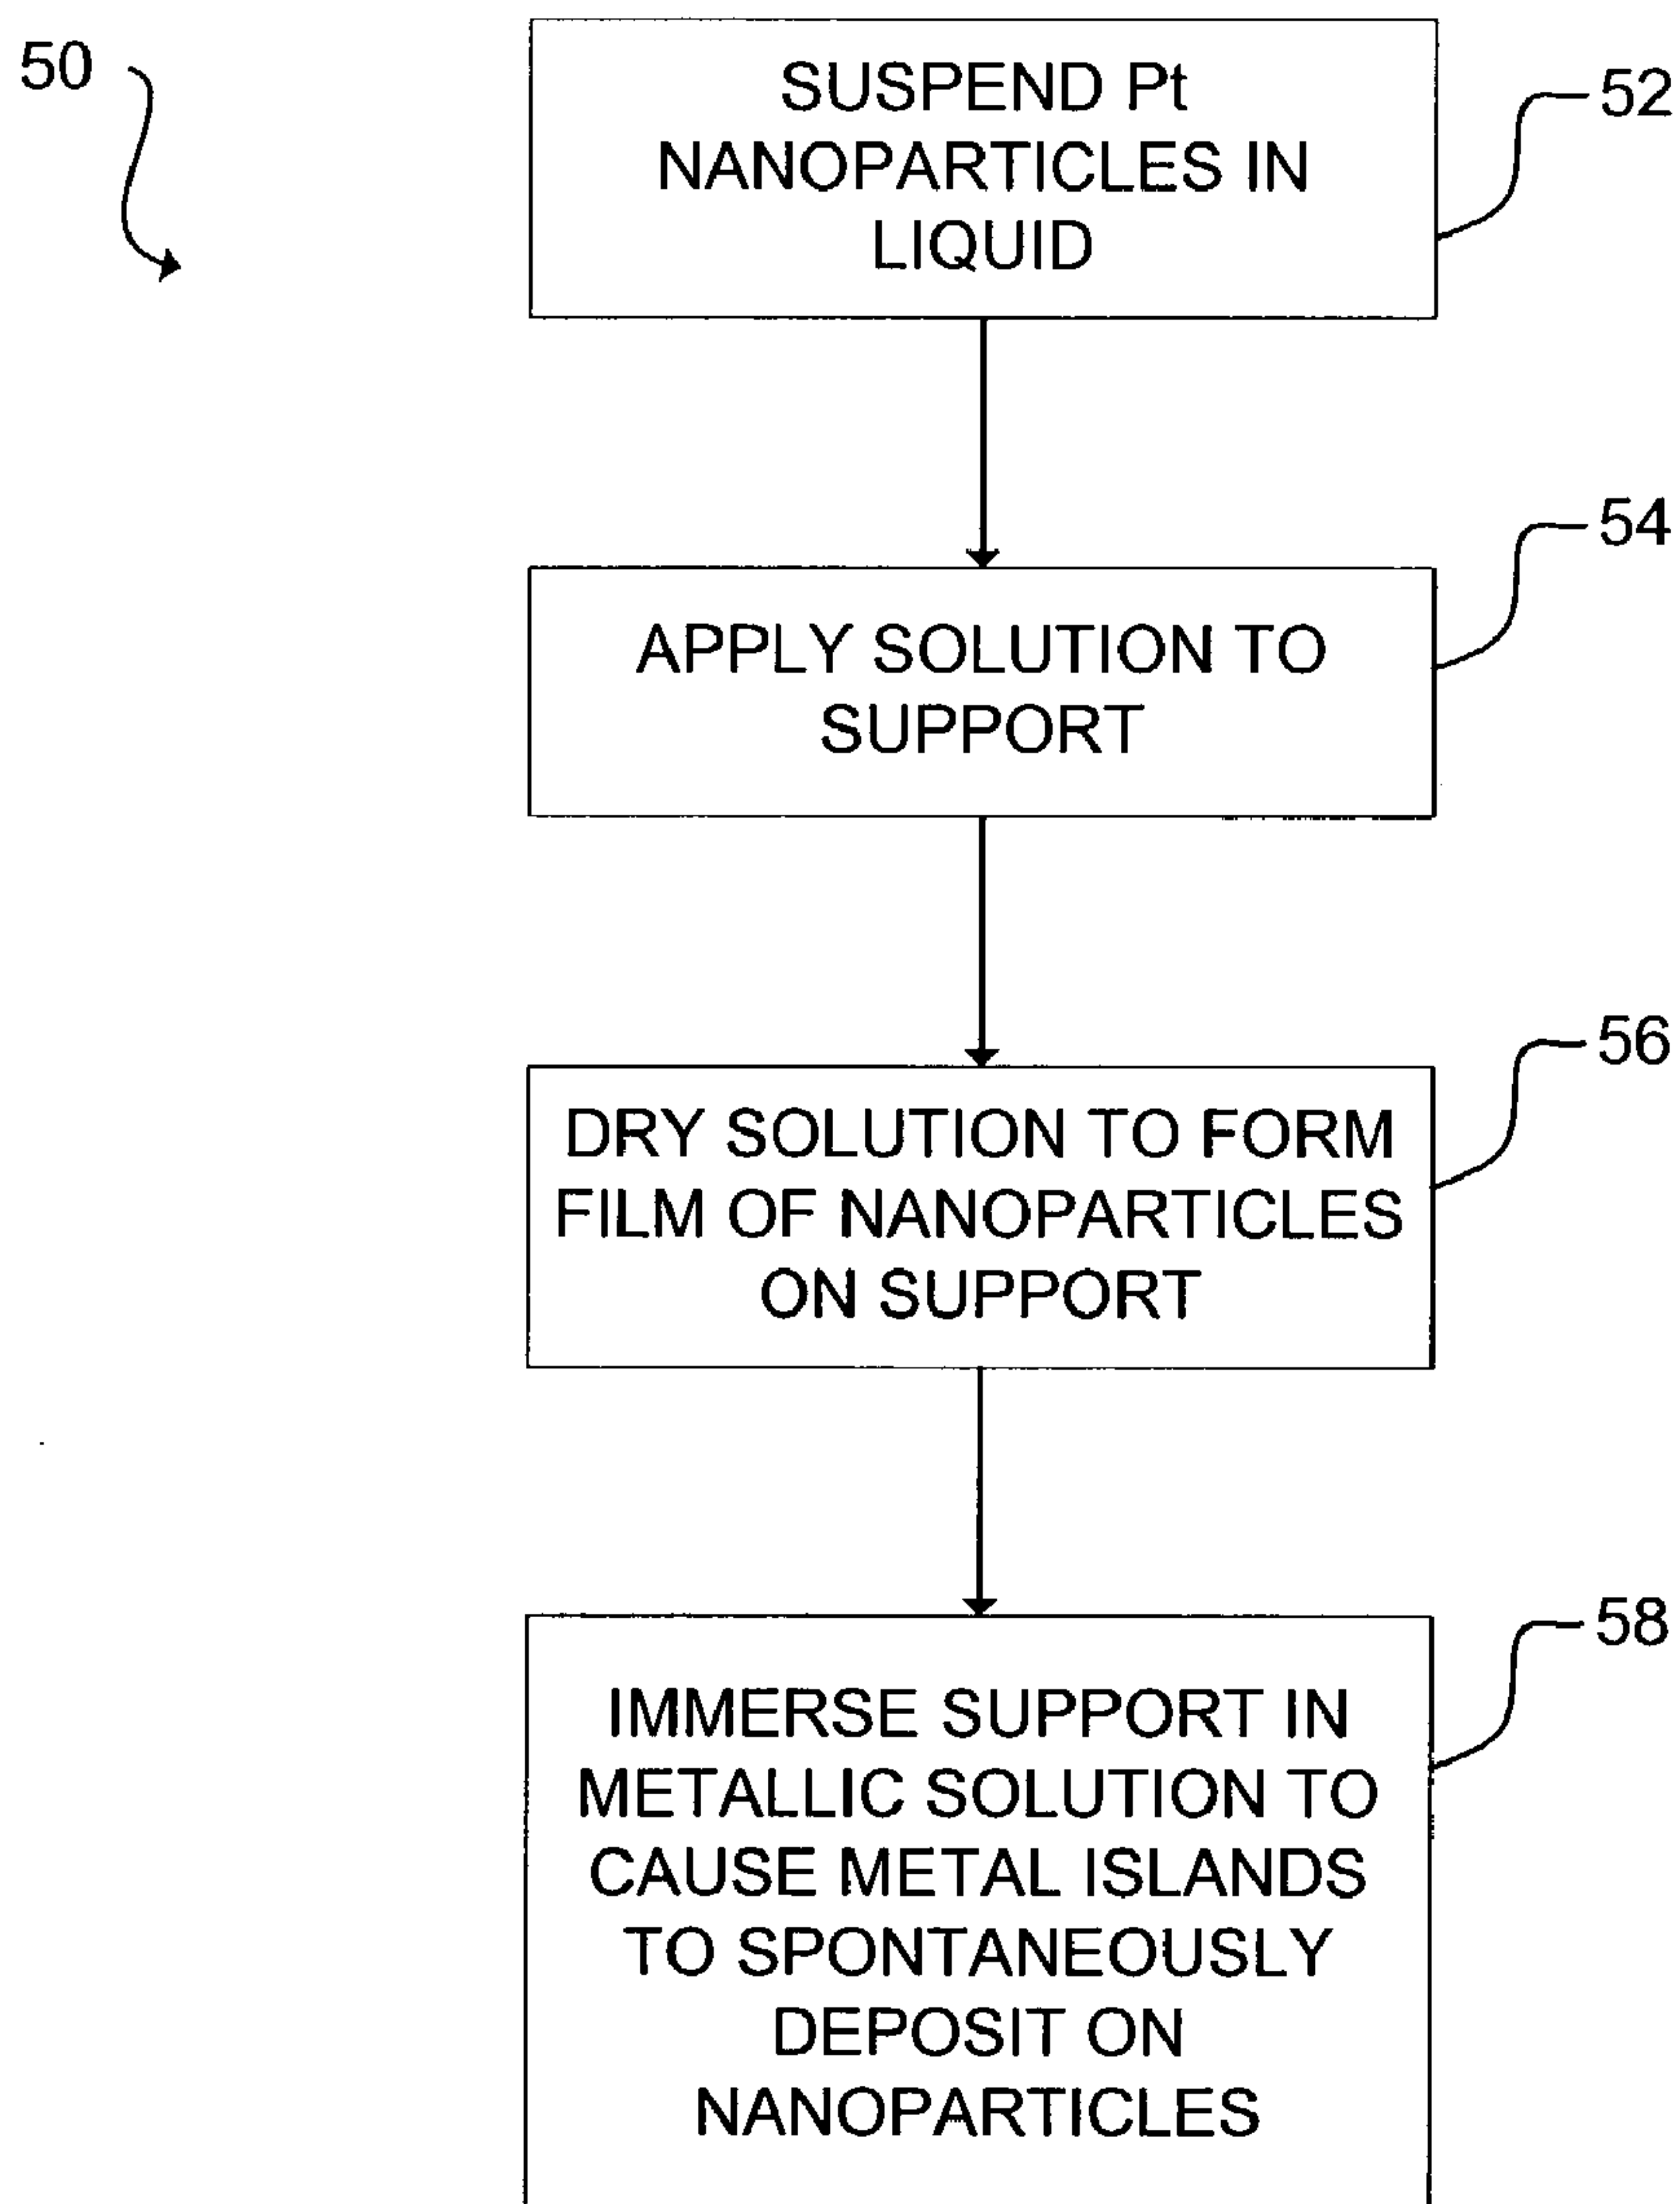 50
SUSPEND Pt
NANOPARTICLES IN
LIQUID
52
APPLY SOLUTION TO
SUPPORT
54
DRY SOLUTION TO FORM
FILM OF NANOPARTICLES
ON SUPPORT
56
IMMERSE SUPPORT IN
METALLIC SOLUTION TO
CAUSE METAL ISLANDS
TO SPONTANEOUSLY
DEPOSIT ON
NANOPARTICLES
58